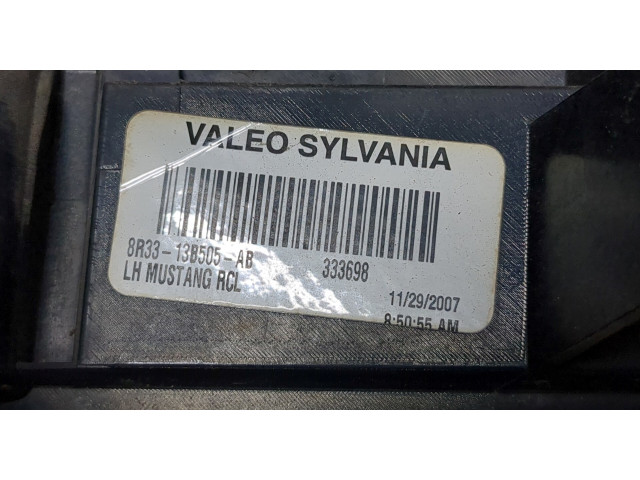 VALEO SYLVANIA
8R33-13B505-AB 333698
LH MUSTANG RCL
11/29/2007
8:50:55 AM